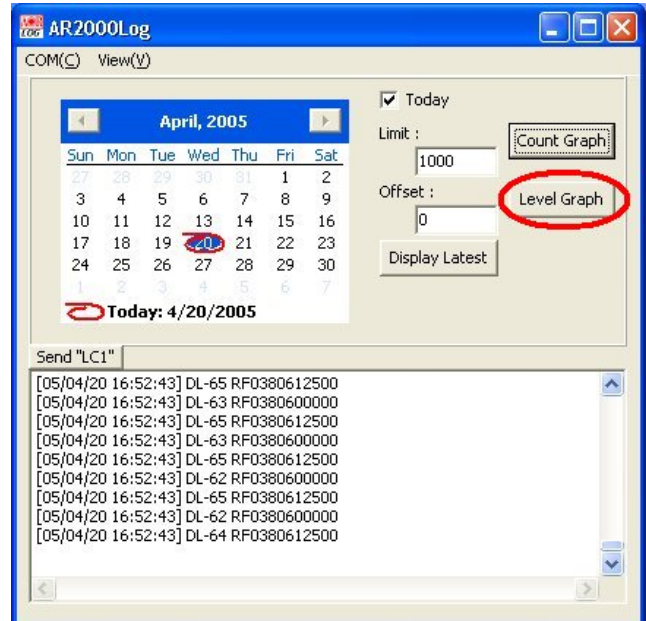 LOG AR2000Log
COM(C) View(V)
April, 2005
Sun Mon Tue Wed Thu Fri Sat
27 28 29 30 31 1 2
3 4 5 6 7 8 9
10 11 12 13 14 15 16
17 18 19 20 21 22 23
24 25 26 27 28 29 30
1 2 3 4 5 6 7
Today: 4/20/2005
Today
Limit :
1000
Offset :
0
Display Latest
Count Graph
Level Graph
Send "LC1"
[05/04/20 16:52:43] DL-65 RF0380612500
[05/04/20 16:52:43] DL-63 RF0380600000
[05/04/20 16:52:43] DL-65 RF0380612500
[05/04/20 16:52:43] DL-63 RF0380600000
[05/04/20 16:52:43] DL-65 RF0380612500
[05/04/20 16:52:43] DL-62 RF0380600000
[05/04/20 16:52:43] DL-65 RF0380612500
[05/04/20 16:52:43] DL-62 RF0380600000
[05/04/20 16:52:43] DL-64 RF0380612500